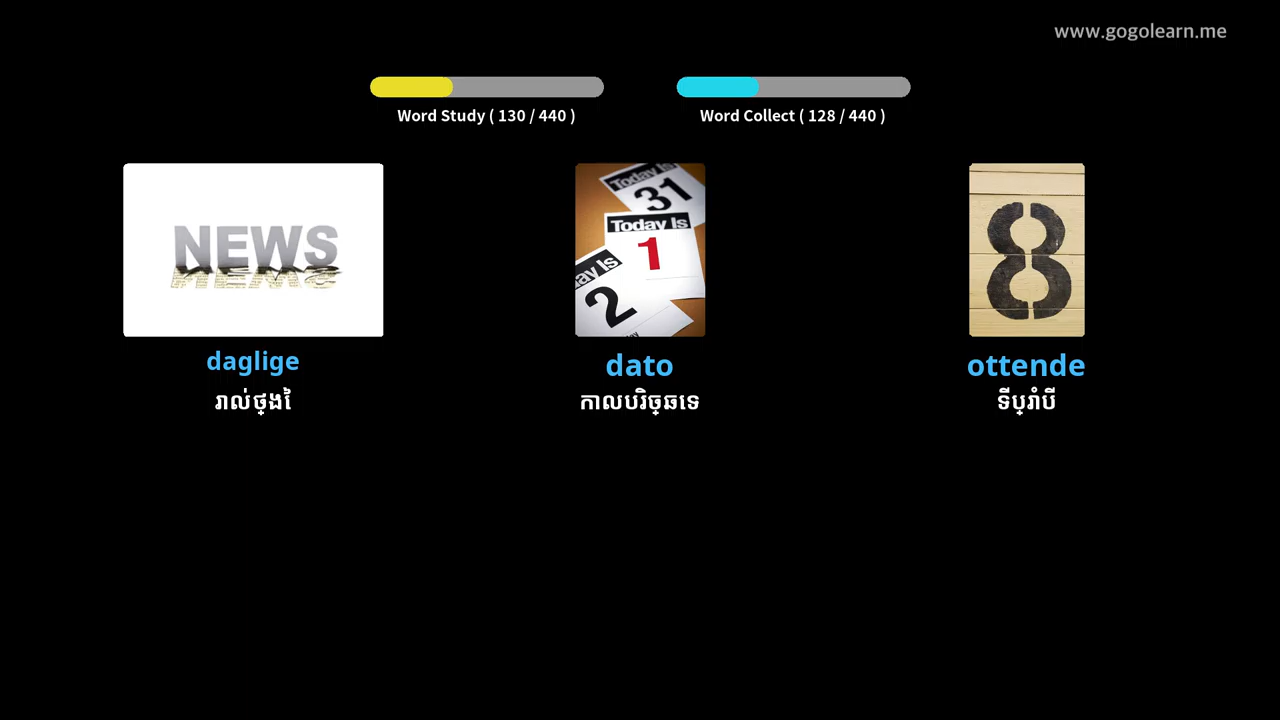 www.gogolearn.me
Word Study ( 130 / 440 )
Word Collect ( 128 / 440 )
NEWS
Today Is
31
Today Is
1
ay Is
2
8
daglige
dato
ottende
រាល់ថ្ងៃ
កាលបរិច្ឆទេ
ទីប្រាំបី